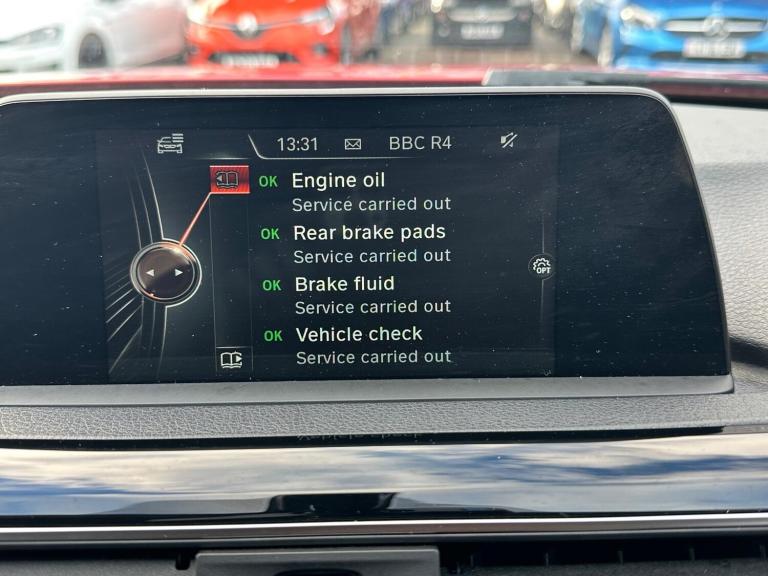 13:31 BBC R4
OK Engine oil
Service carried out
OK Rear brake pads
Service carried out
OPT
OK Brake fluid
Service carried out
OK Vehicle check
Service carried out